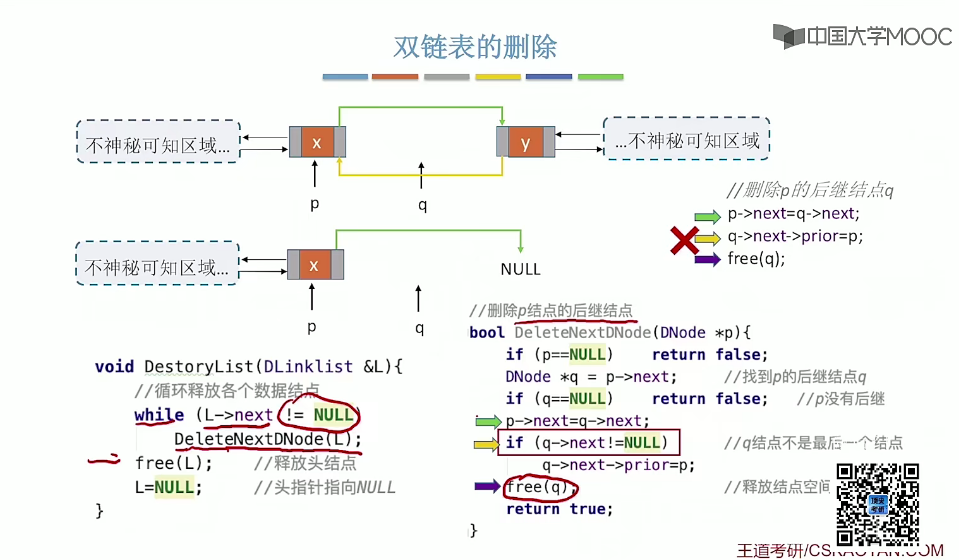 双链表的删除
中国大学MOOC
不神秘可知区域...
x
y
...不神秘可知区域
p
q
//删除p的后继结点q
p->next=q->next;
q->next->prior=p;
free(q);
不神秘可知区域...
x
NULL
p
q
void DestoryList(DLinklist &L){
//循环释放各个数据结点
while (L->next != NULL)
DeleteNextDNode(L);
free(L); //释放头结点
L=NULL; //头指针指向NULL
}
//删除p结点的后继结点
bool DeleteNextDNode(DNode *p){
if (p==NULL) return false;
DNode *q = p->next; //找到p的后继结点q
if (q==NULL) return false; //p没有后继
p->next=q->next;
if (q->next!=NULL) //q结点不是最后一个结点
q->next->prior=p;
free(q); //释放结点空间
return true;
}
王道考研/CSKAOYAN.COM